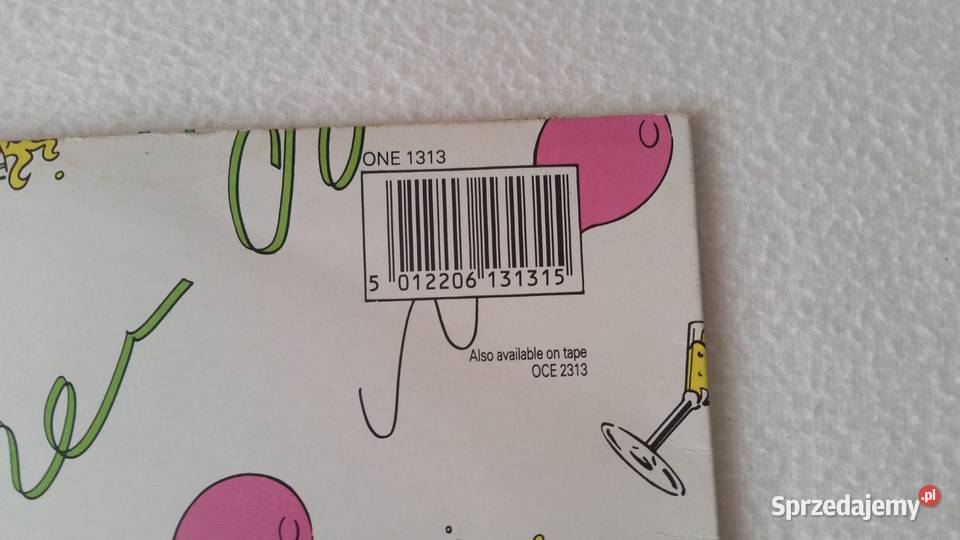 ONE 1313
5 012206 131315
Also available on tape
OCE 2313
Sprzedajemy.pl